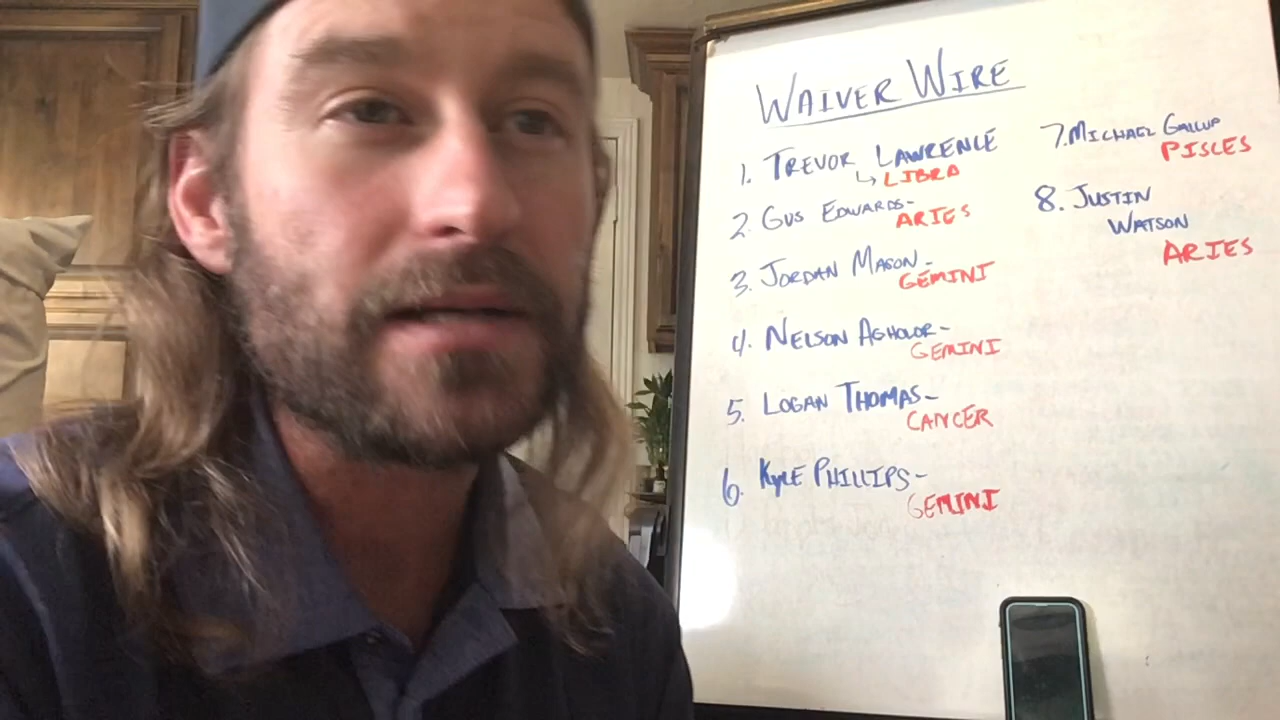 WAIVER WIRE
1. TREVOR LAWRENCE
↳ LIBRA
2. GUS EDWARDS-
ARIES
3. JORDAN MASON-
GEMINI
4. NELSON AGHOLOR-
GEMINI
5. LOGAN THOMAS-
CANCER
6. KYLE PHILLIPS-
GEMINI
7. MICHAEL GALLUP
PISCES
8. JUSTIN
WATSON
ARIES